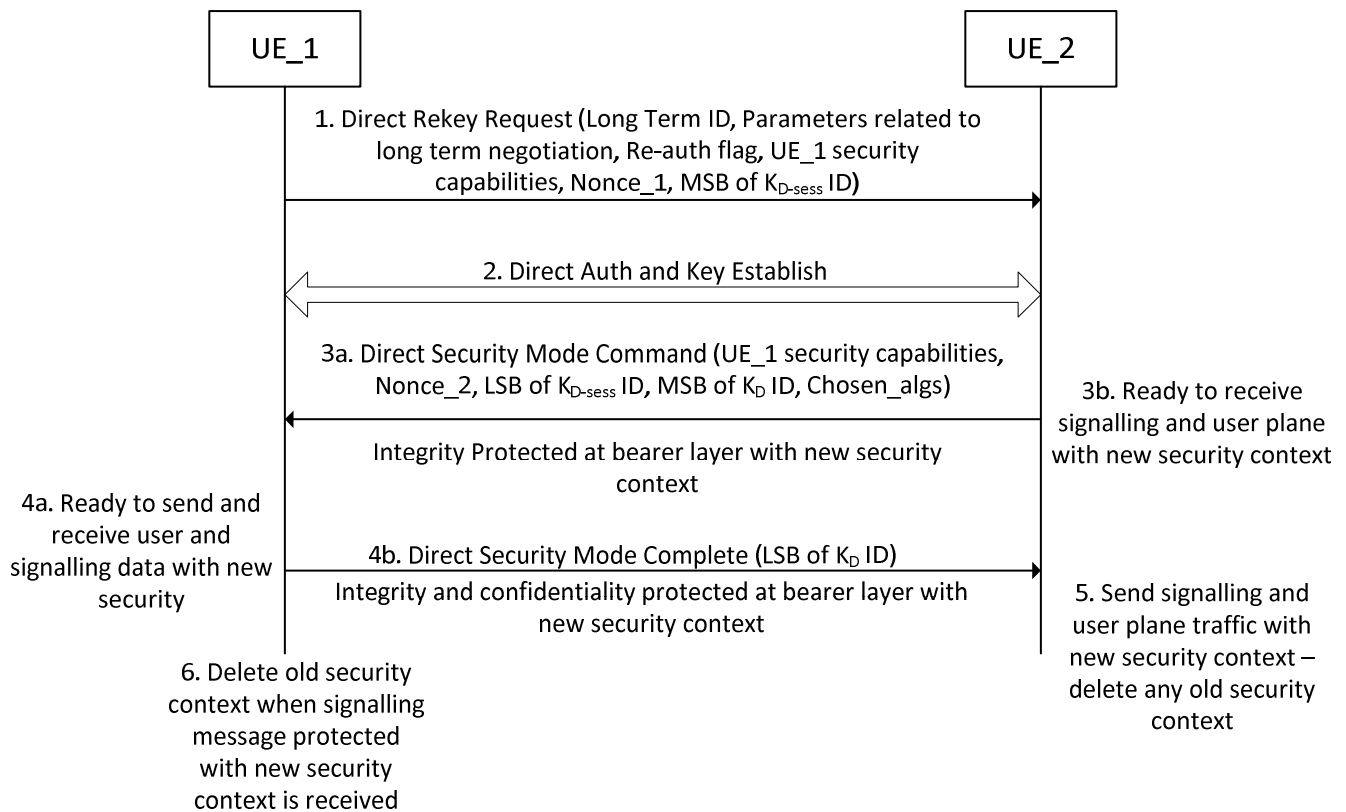 UE_1
UE_2
1. Direct Rekey Request (Long Term ID, Parameters related to
long term negotiation, Re-auth flag, UE_1 security
capabilities, Nonce_1, MSB of K_D-sess ID)
2. Direct Auth and Key Establish
3a. Direct Security Mode Command (UE_1 security capabilities,
Nonce_2, LSB of K_D-sess ID, MSB of K_D ID, Chosen_algs)
Integrity Protected at bearer layer with new security
context
3b. Ready to receive
signalling and user plane
with new security context
4a. Ready to send and
receive user and
signalling data with new
security
4b. Direct Security Mode Complete (LSB of K_D ID)
Integrity and confidentiality protected at bearer layer with
new security context
5. Send signalling and
user plane traffic with
new security context –
delete any old security
context
6. Delete old security
context when signalling
message protected
with new security
context is received